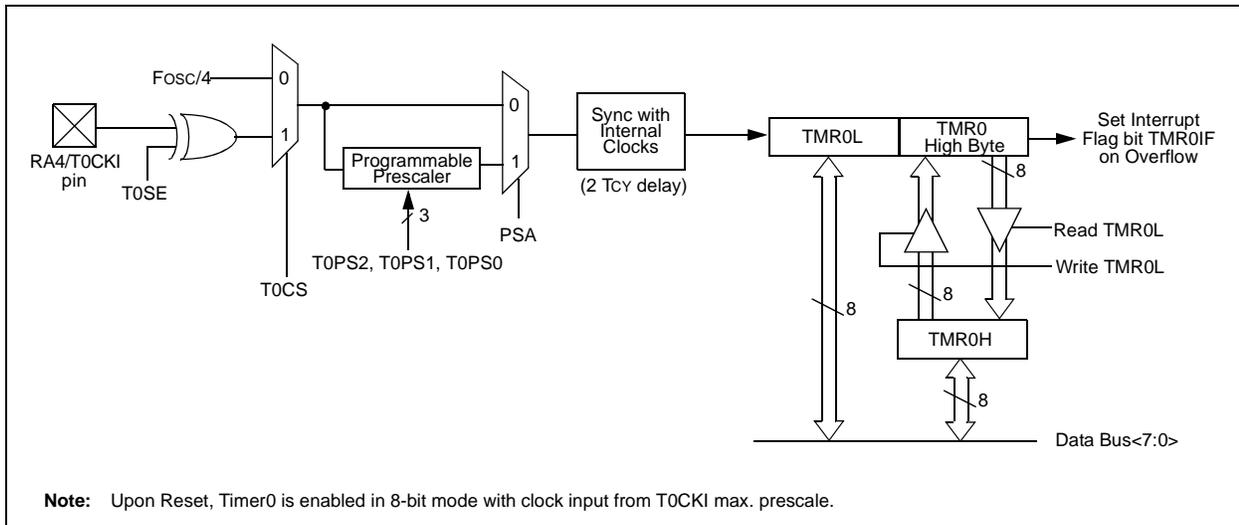 FOSC/4
0
1
RA4/T0CKI
pin
T0SE
T0CS
Programmable
Prescaler
3
T0PS2, T0PS1, T0PS0
0
1
PSA
Sync with
Internal
Clocks
(2 TCY delay)
TMR0L
TMR0
High Byte
Set Interrupt
Flag bit TMR0IF
on Overflow
8
Read TMR0L
Write TMR0L
8
8
TMR0H
8
Data Bus<7:0>
Note: Upon Reset, Timer0 is enabled in 8-bit mode with clock input from T0CKI max. prescale.